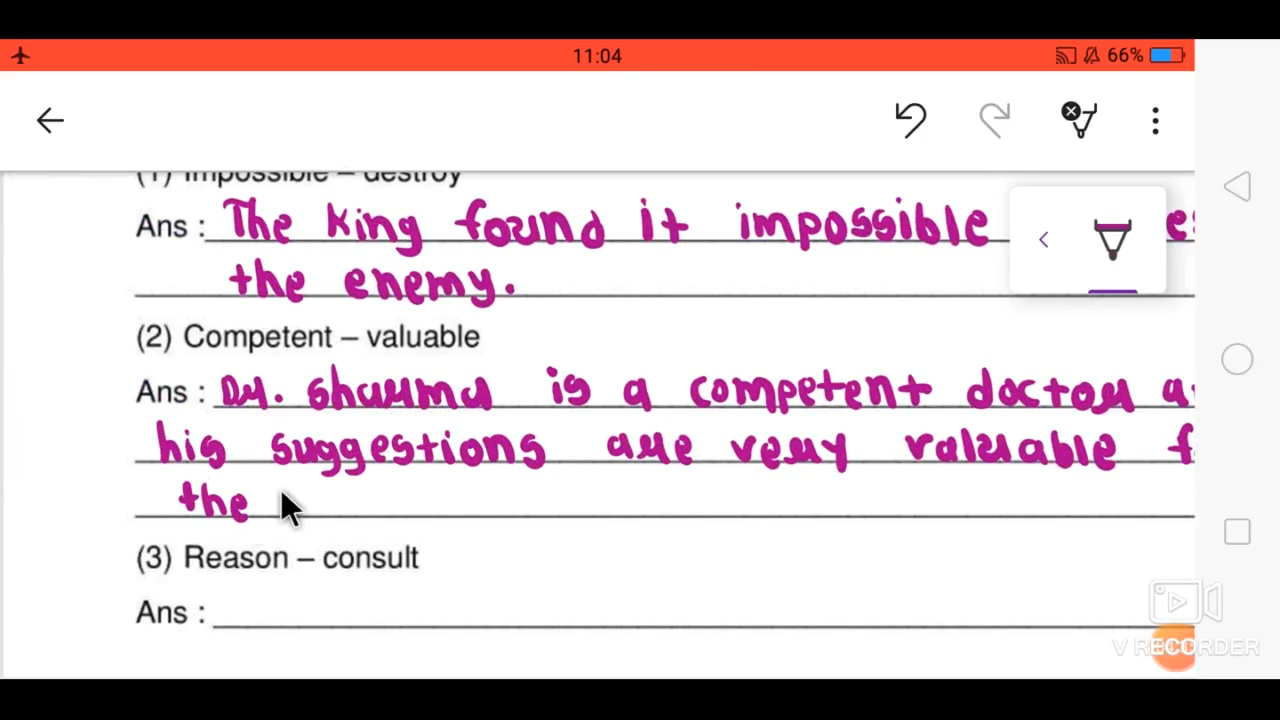 11:04
66%
(1) Impossible – destroy
Ans : The King found it impossible
the enemy.
(2) Competent – valuable
Ans : Dr. Sharma is a competent doctor a
his suggestions are very valuable f
the
(3) Reason – consult
Ans :
V RECORDER